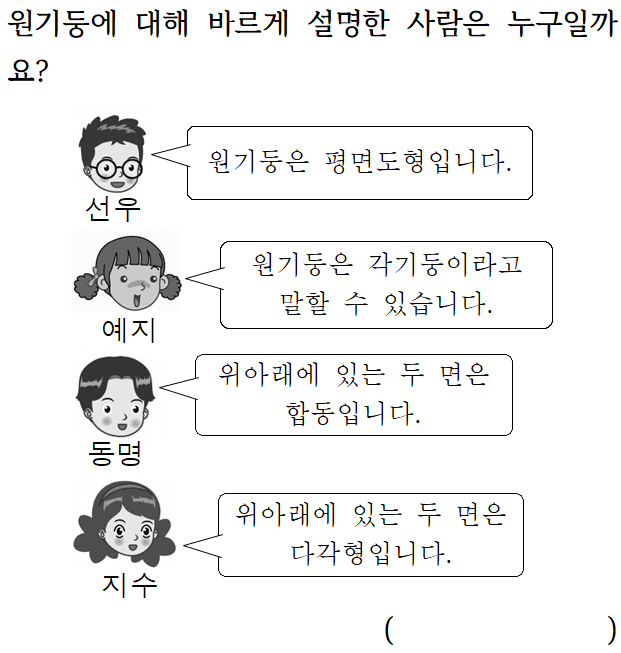 원기둥에 대해 바르게 설명한 사람은 누구일까
요?
원기둥은 평면도형입니다.
선우
원기둥은 각기둥이라고
말할 수 있습니다.
예지
위아래에 있는 두 면은
합동입니다.
동명
위아래에 있는 두 면은
다각형입니다.
지수
( )